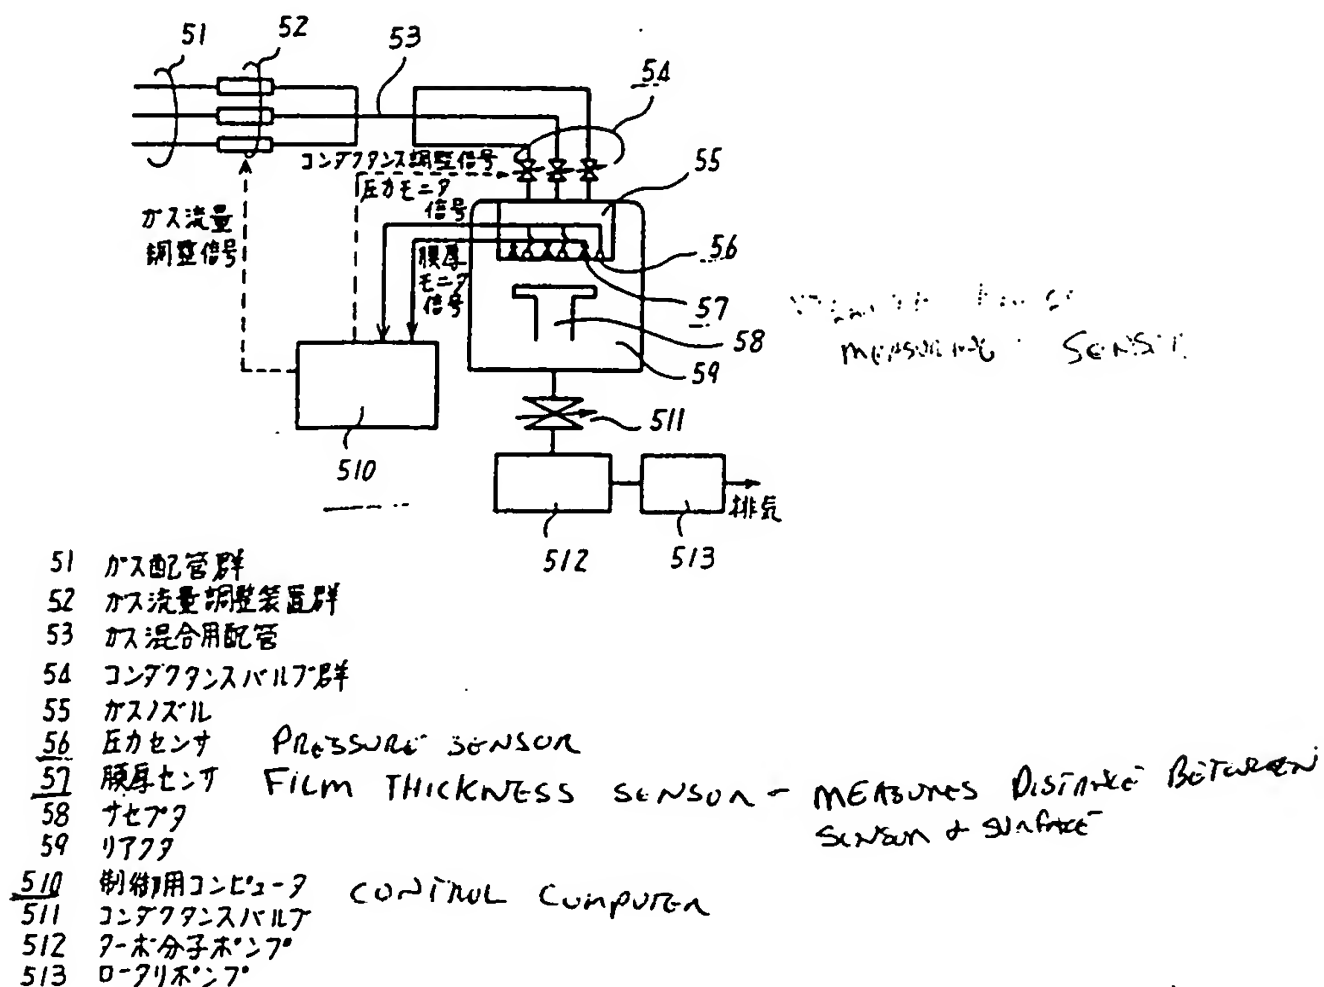 51
52
53
54
コンダクタンス調整信号
圧力モニタ
信号
55
ガス流量
調整信号
膜厚
モニタ
信号
56
57
MEASURING SENSOR
58
59
511
510
排気
512
513
51 ガス配管群
52 ガス流量調整装置群
53 ガス混合用配管
54 コンダクタンスバルブ群
55 ガスノズル
56 圧力センサ PRESSURE SENSOR
57 膜厚センサ FILM THICKNESS SENSOR - MEASURES DISTANCE BETWEEN
SENSOR & SURFACE
58 サセプタ
59 リアクタ
510 制御用コンピュータ CONTROL COMPUTER
511 コンダクタンスバルブ
512 ターボ分子ポンプ
513 ロータリポンプ